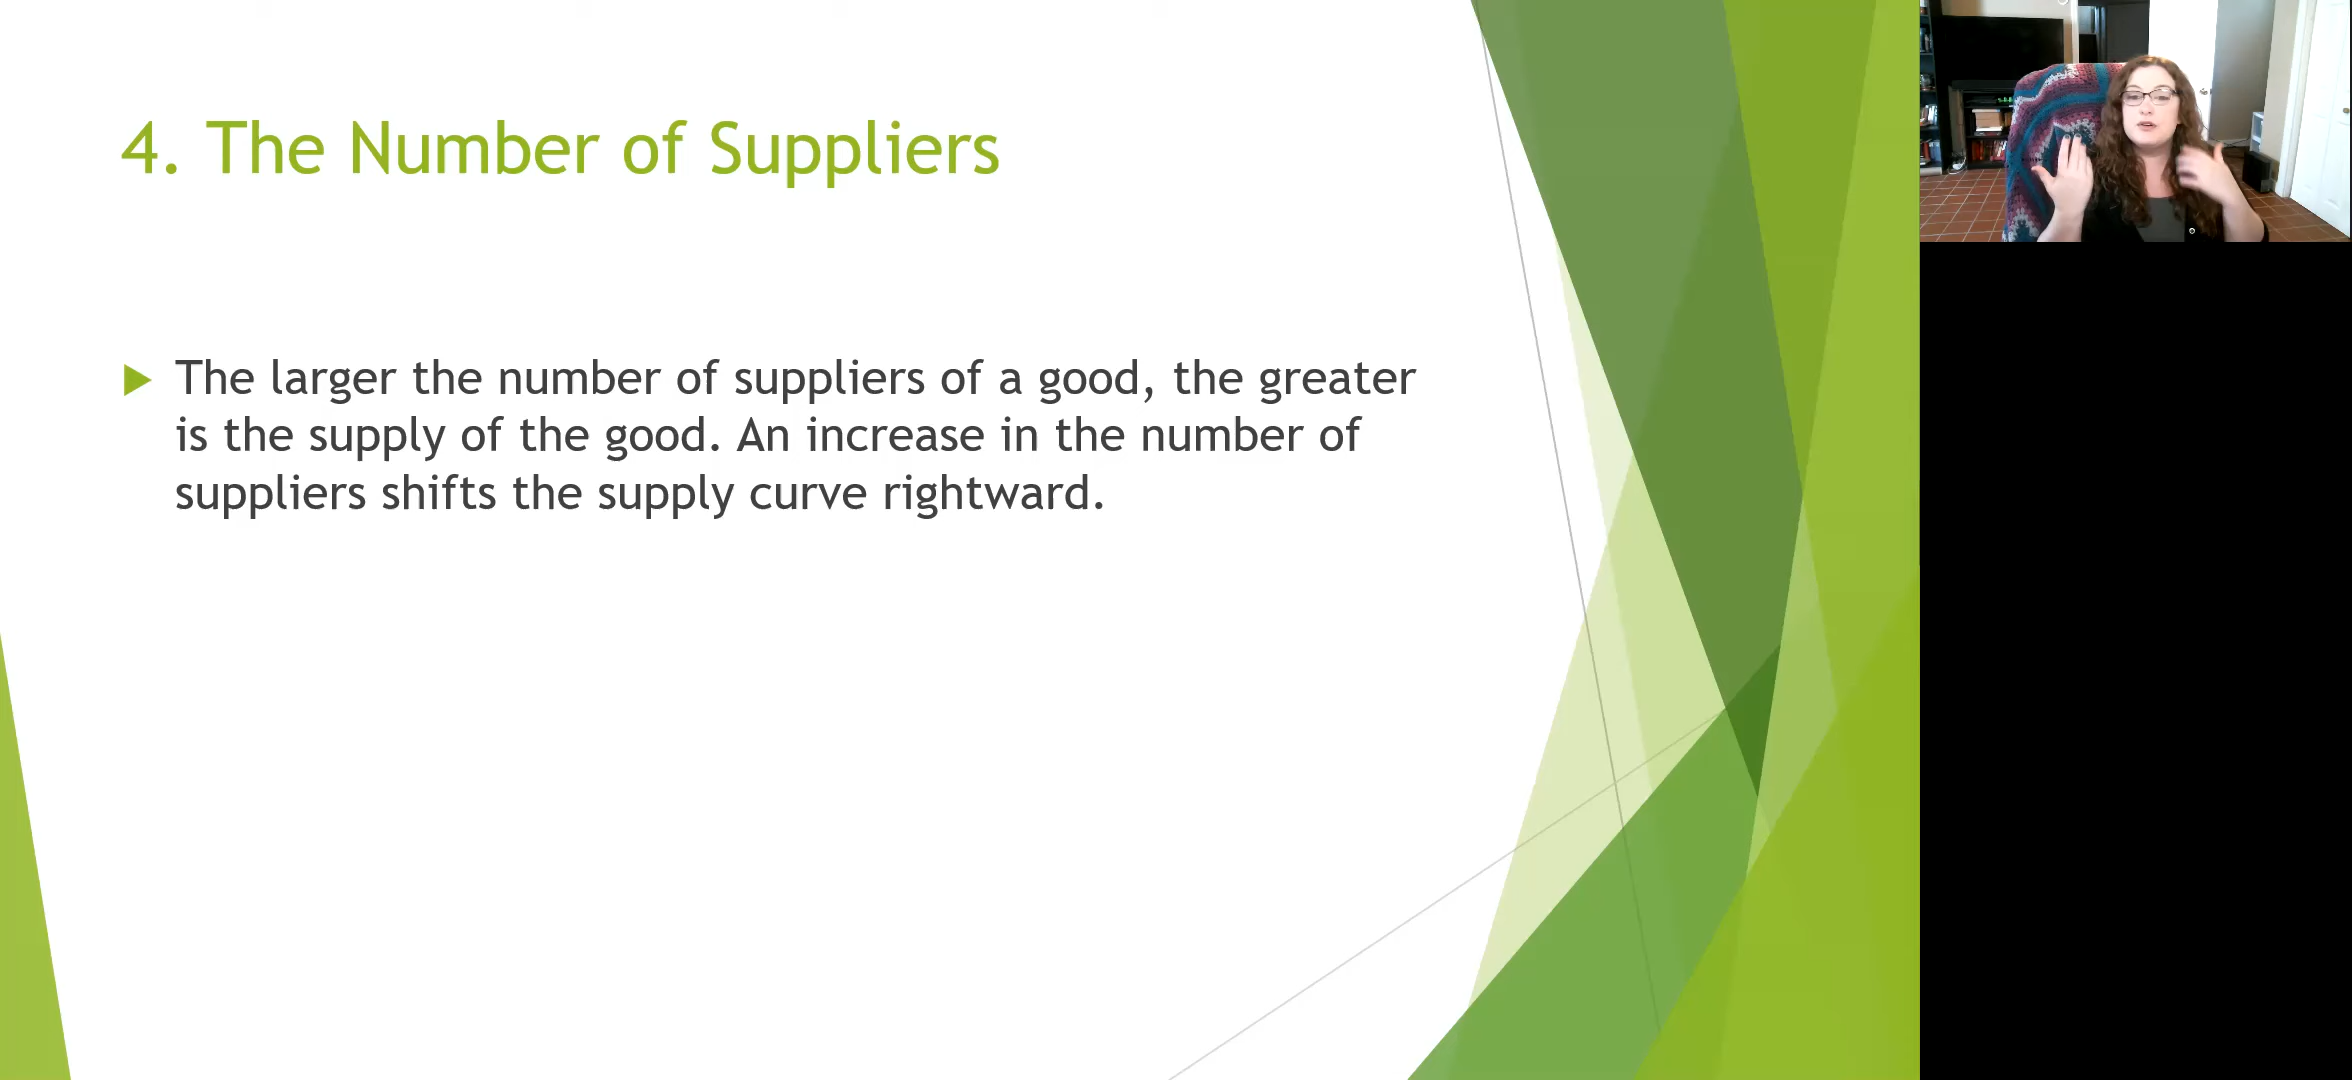 4. The Number of Suppliers
The larger the number of suppliers of a good, the greater
is the supply of the good. An increase in the number of
suppliers shifts the supply curve rightward.